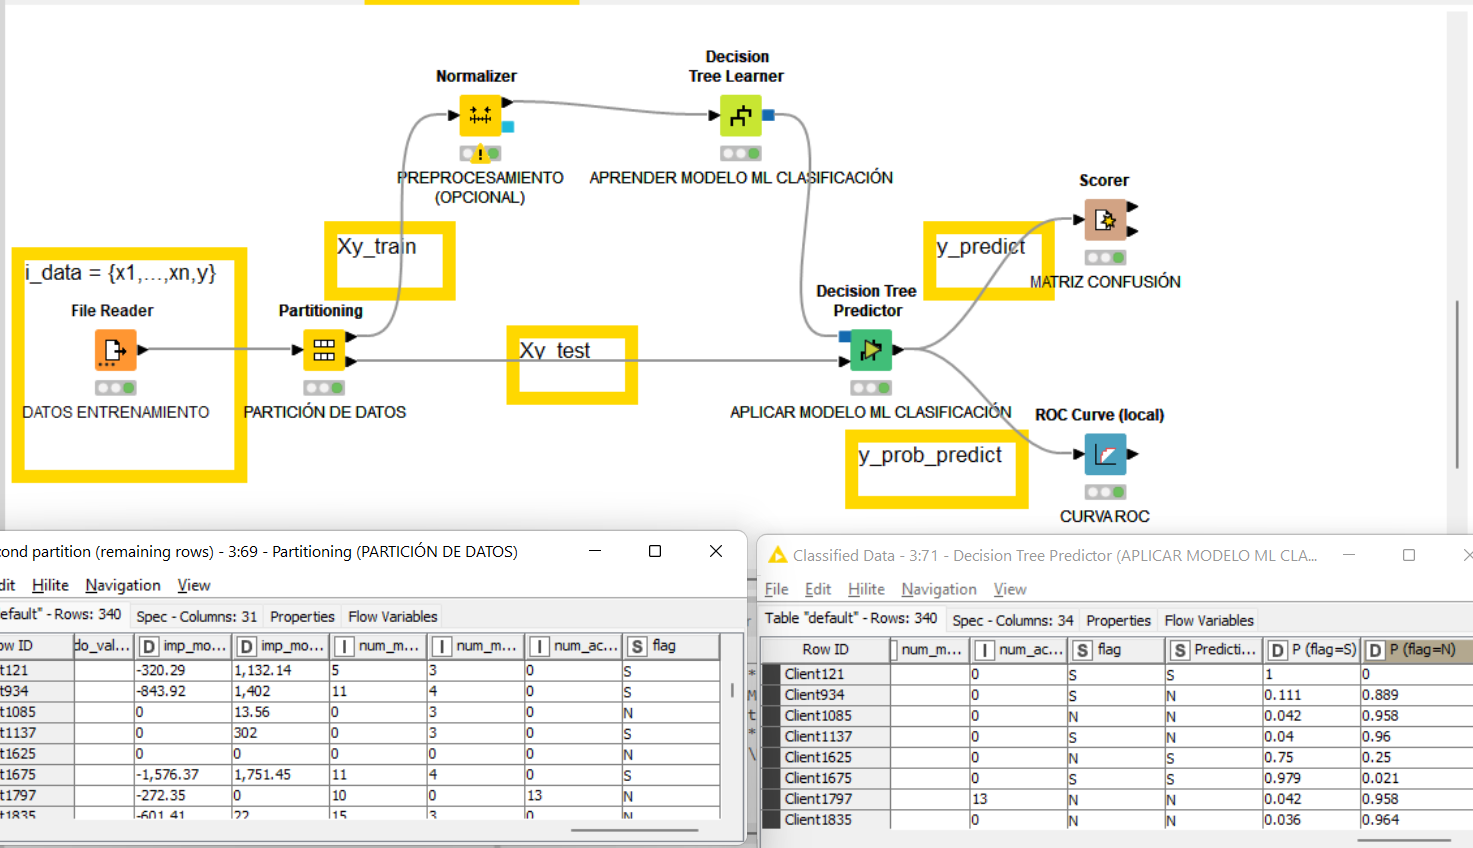 Decision
Tree Learner
Normalizer
PREPROCESAMIENTO
(OPCIONAL)
APRENDER MODELO ML CLASIFICACIÓN
Scorer
MATRIZ CONFUSIÓN
Xy_train
y_predict
i_data = {x1,...,xn,y}
File Reader
DATOS ENTRENAMIENTO
Partitioning
PARTICIÓN DE DATOS
Xy_test
Decision Tree
Predictor
APLICAR MODELO ML CLASIFICACIÓN
y_prob_predict
ROC Curve (local)
CURVA ROC
cond partition (remaining rows) - 3:69 - Partitioning (PARTICIÓN DE DATOS)
dit Hilite Navigation View
efault" - Rows: 340 Spec - Columns: 31 Properties Flow Variables
ow ID do_val... D imp_mo... D imp_mo... I num_m... I num_m... I num_ac... S flag
t121 -320.29 1,132.14 5 3 0 S
t934 -843.92 1,402 11 4 0 S
t1085 0 13.56 0 3 0 N
t1137 0 302 0 3 0 S
t1625 0 0 0 0 0 N
t1675 -1,576.37 1,751.45 11 4 0 S
t1797 -272.35 0 10 0 13 N
t1835 -601.41 22 15 3 0 N
Classified Data - 3:71 - Decision Tree Predictor (APLICAR MODELO ML CLA...
File Edit Hilite Navigation View
Table "default" - Rows: 340 Spec - Columns: 34 Properties Flow Variables
Row ID num_m... I num_ac... S flag S Predicti... D P (flag=S) D P (flag=N)
Client121 0 S S 1 0
Client934 0 S N 0.111 0.889
Client1085 0 N N 0.042 0.958
Client1137 0 S N 0.04 0.96
Client1625 0 N S 0.75 0.25
Client1675 0 S S 0.979 0.021
Client1797 13 N N 0.042 0.958
Client1835 0 N N 0.036 0.964